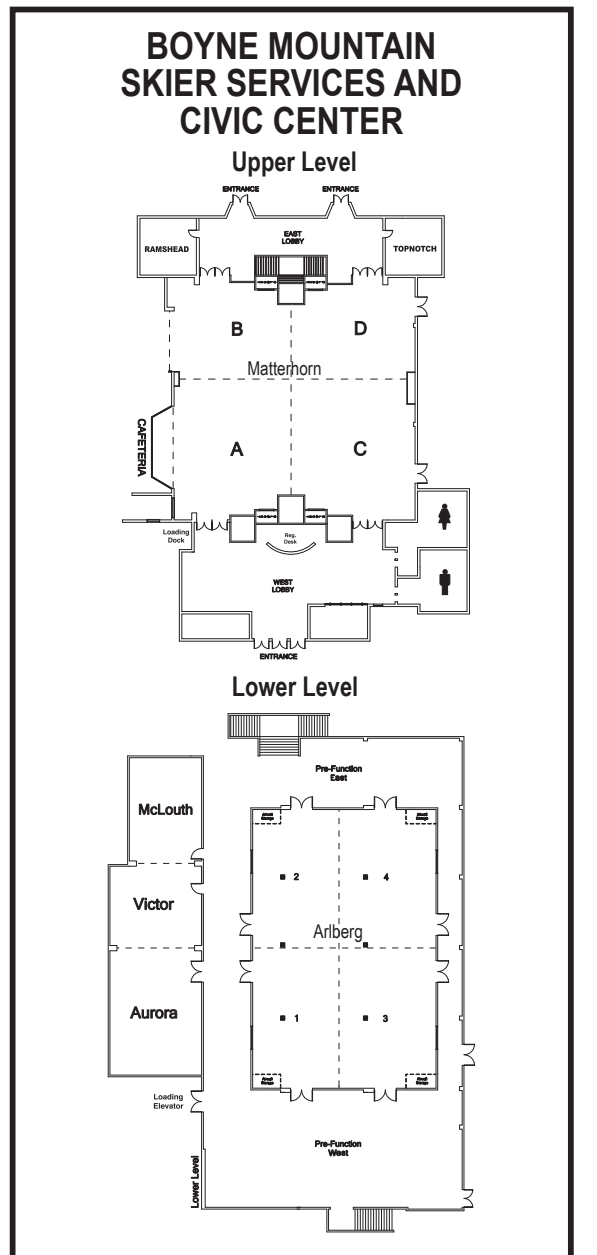 BOYNE MOUNTAIN
SKIER SERVICES AND
CIVIC CENTER
Upper Level
ENTRANCE
ENTRANCE
EAST
LOBBY
RAMSHEAD
TOPNOTCH
B
D
Matterhorn
CAFETERIA
A
C
Loading
Dock
Reg.
Desk
WEST
LOBBY
ENTRANCE
Lower Level
Pre-Function
East
McLouth
2
4
Victor
Arlberg
Aurora
1
3
Loading
Elevator
Pre-Function
West
Lower Level